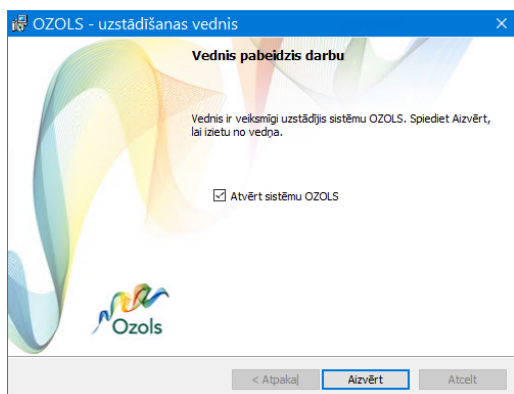 OZOLS - uzstādīšanas vednis
Vednis pabeidzis darbu
Vednis ir veiksmīgi uzstādījis sistēmu OZOLS. Spiediet Aizvērt,
lai izietu no vedņa.
Atvērt sistēmu OZOLS
Ozols
< Atpakaļ Aizvērt Atcelt